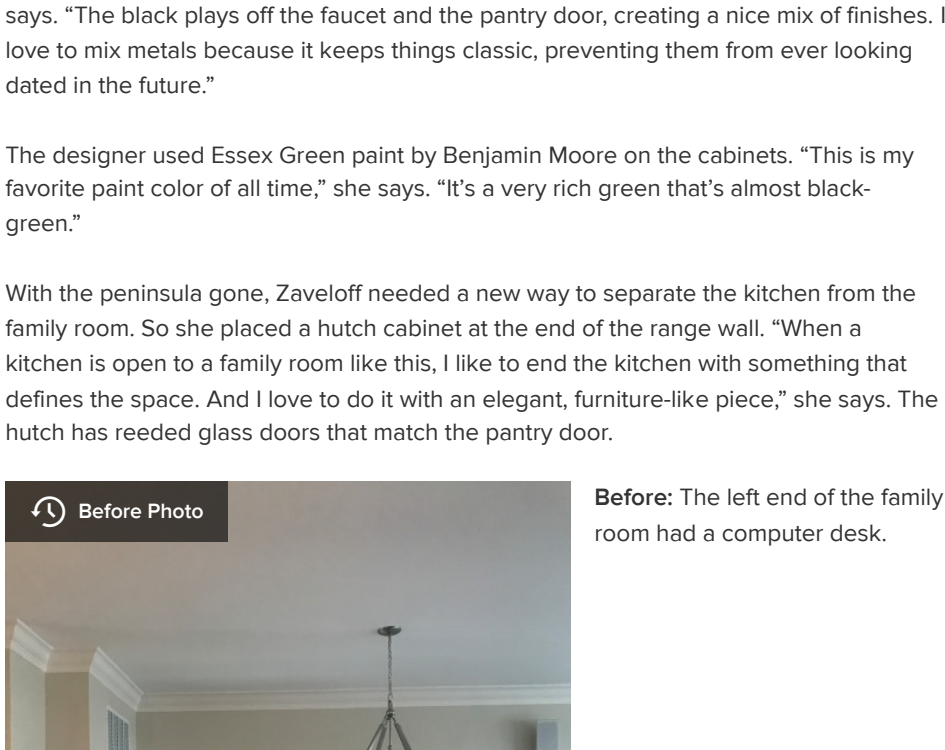 says. “The black plays off the faucet and the pantry door, creating a nice mix of finishes. I
love to mix metals because it keeps things classic, preventing them from ever looking
dated in the future.”
The designer used Essex Green paint by Benjamin Moore on the cabinets. “This is my
favorite paint color of all time,” she says. “It’s a very rich green that’s almost black-
green.”
With the peninsula gone, Zaveloff needed a new way to separate the kitchen from the
family room. So she placed a hutch cabinet at the end of the range wall. “When a
kitchen is open to a family room like this, I like to end the kitchen with something that
defines the space. And I love to do it with an elegant, furniture-like piece,” she says. The
hutch has reeded glass doors that match the pantry door.
Before Photo
Before: The left end of the family
room had a computer desk.